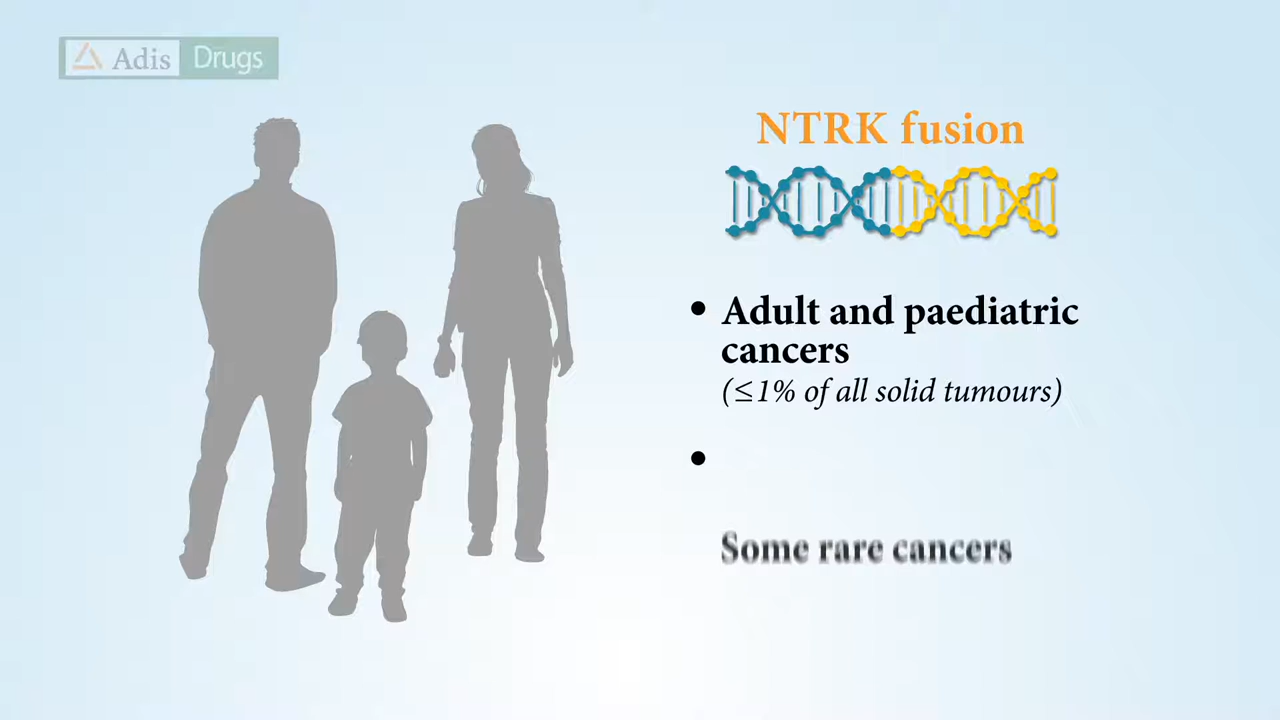 Adis Drugs
NTRK fusion
• Adult and paediatric
cancers
(≤1% of all solid tumours)
•
Some rare cancers